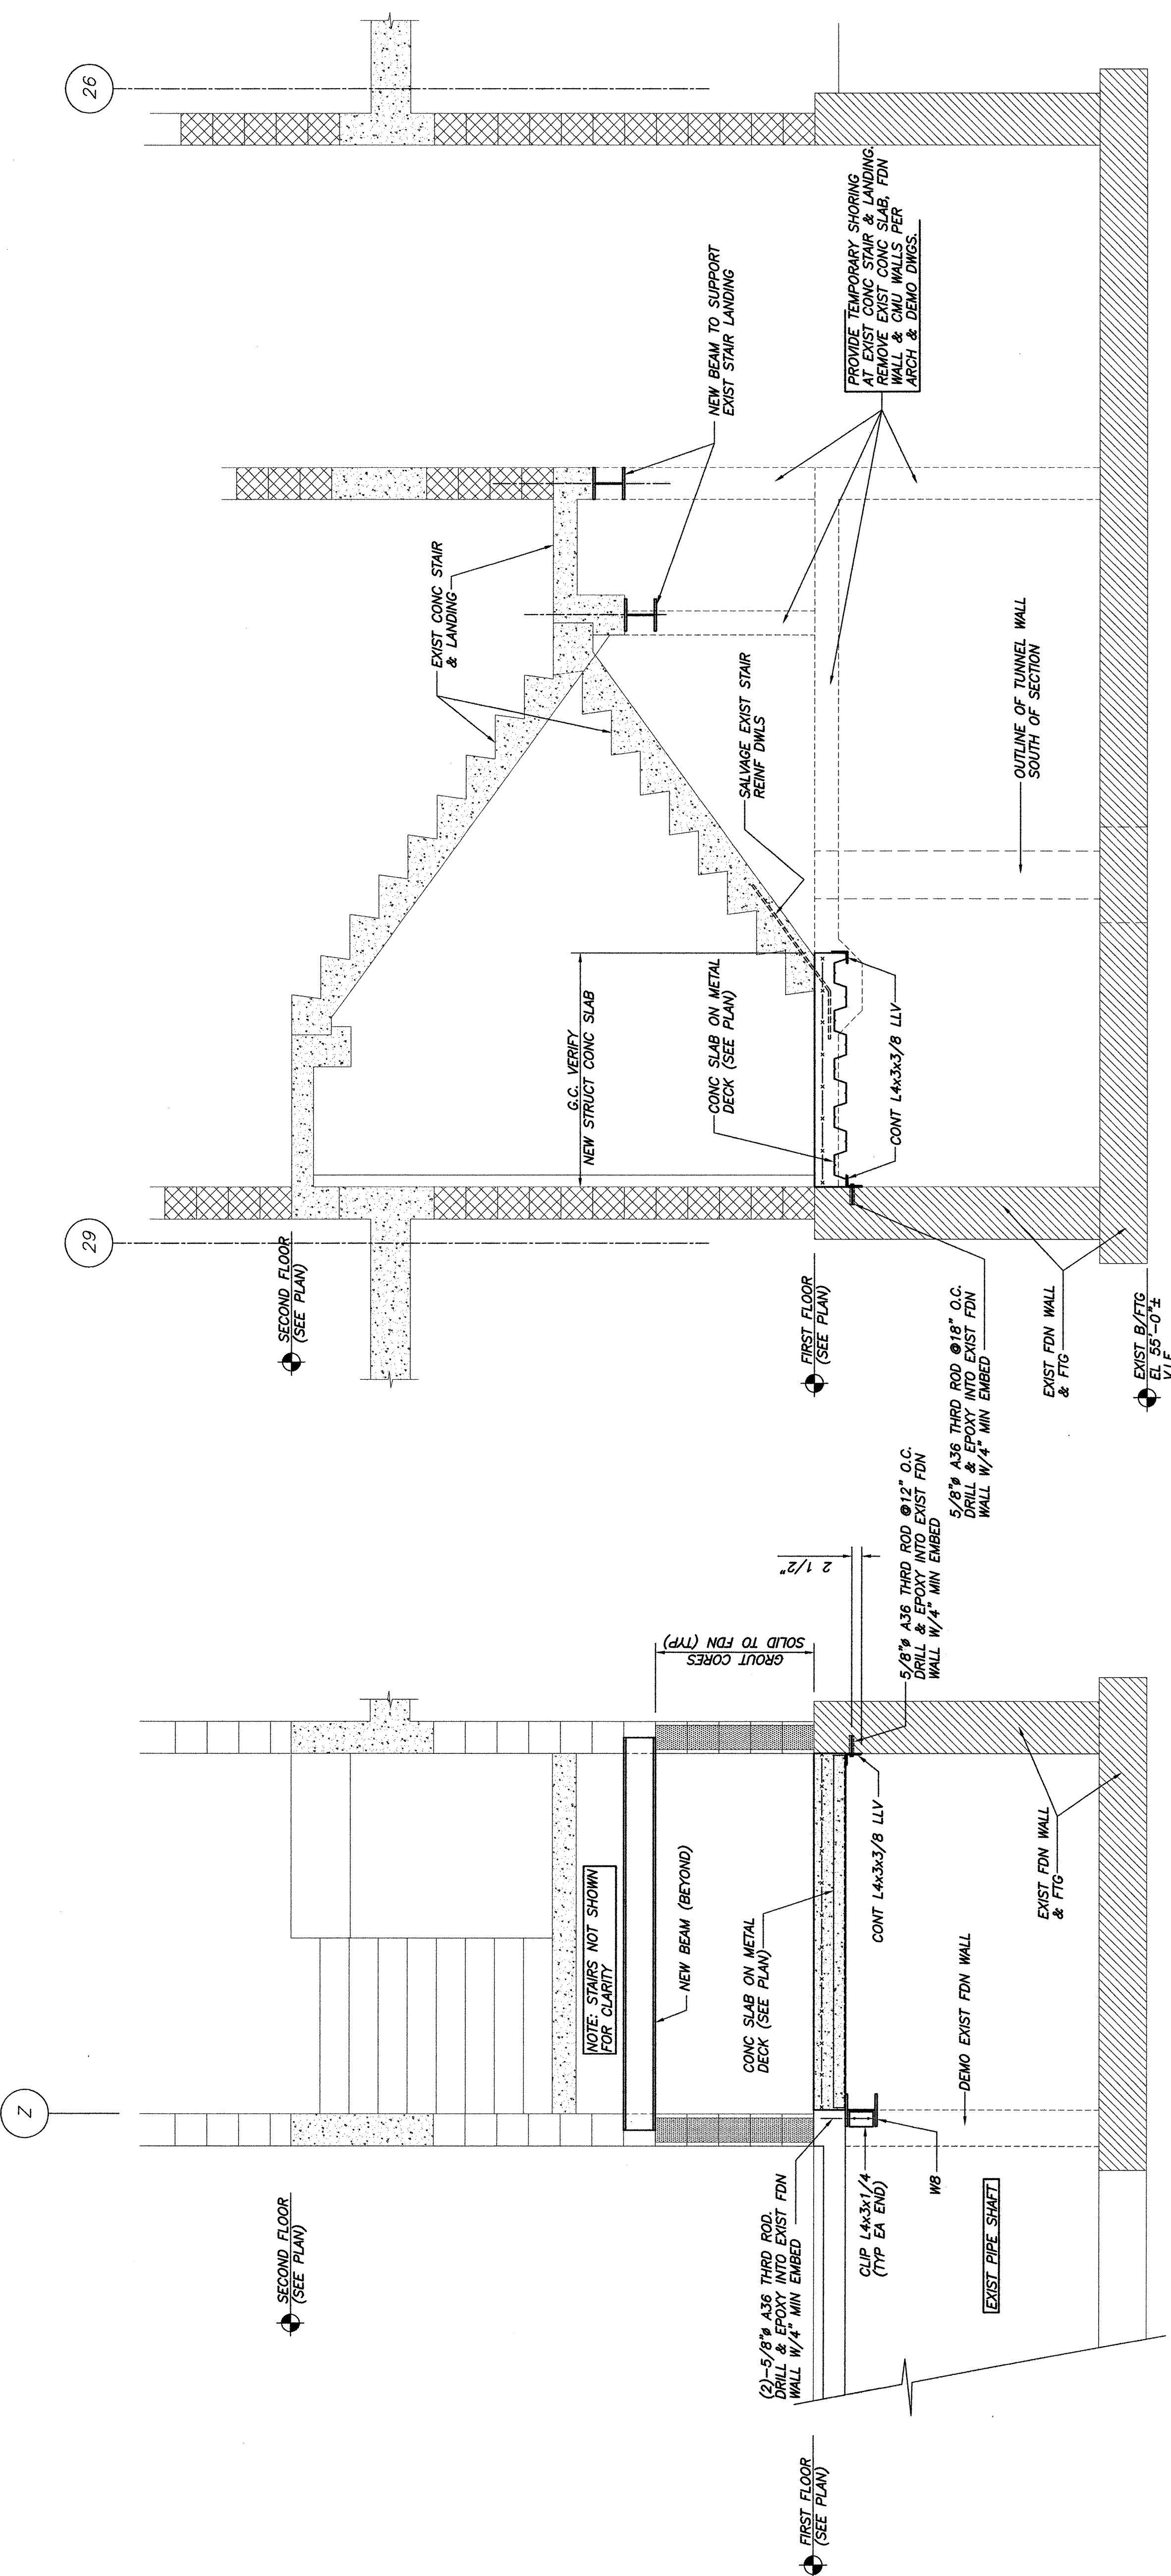 Z
SECOND FLOOR
(SEE PLAN)
NOTE: STAIRS NOT SHOWN
FOR CLARITY
NEW BEAM (BEYOND)
GROUT CORES
SOLID TO FDN (TYP)
FIRST FLOOR
(SEE PLAN)
(2)-5/8"ø A36 THRD ROD.
DRILL & EPOXY INTO EXIST FDN
WALL W/4" MIN EMBED
CONC SLAB ON METAL
DECK (SEE PLAN)
2 1/2"
CLIP L4x3x1/4
(TYP EA END)
W8
CONT L4x3x3/8 LLV
5/8"ø A36 THRD ROD @12" O.C.
DRILL & EPOXY INTO EXIST FDN
WALL W/4" MIN EMBED
EXIST PIPE SHAFT
DEMO EXIST FDN WALL
EXIST FDN WALL
& FTG
29
26
SECOND FLOOR
(SEE PLAN)
EXIST CONC STAIR
& LANDING
NEW BEAM TO SUPPORT
EXIST STAIR LANDING
G.C. VERIFY
NEW STRUCT CONC SLAB
CONC SLAB ON METAL
DECK (SEE PLAN)
SALVAGE EXIST STAIR
REINF DWLS
FIRST FLOOR
(SEE PLAN)
PROVIDE TEMPORARY SHORING
AT EXIST CONC STAIR & LANDING.
REMOVE EXIST CONC SLAB, FDN
WALL & CMU WALLS PER
ARCH & DEMO DWGS.
CONT L4x3x3/8 LLV
5/8"ø A36 THRD ROD @18" O.C.
DRILL & EPOXY INTO EXIST FDN
WALL W/4" MIN EMBED
OUTLINE OF TUNNEL WALL
SOUTH OF SECTION
EXIST FDN WALL
& FTG
EXIST B/FTG
EL 55'-0"±